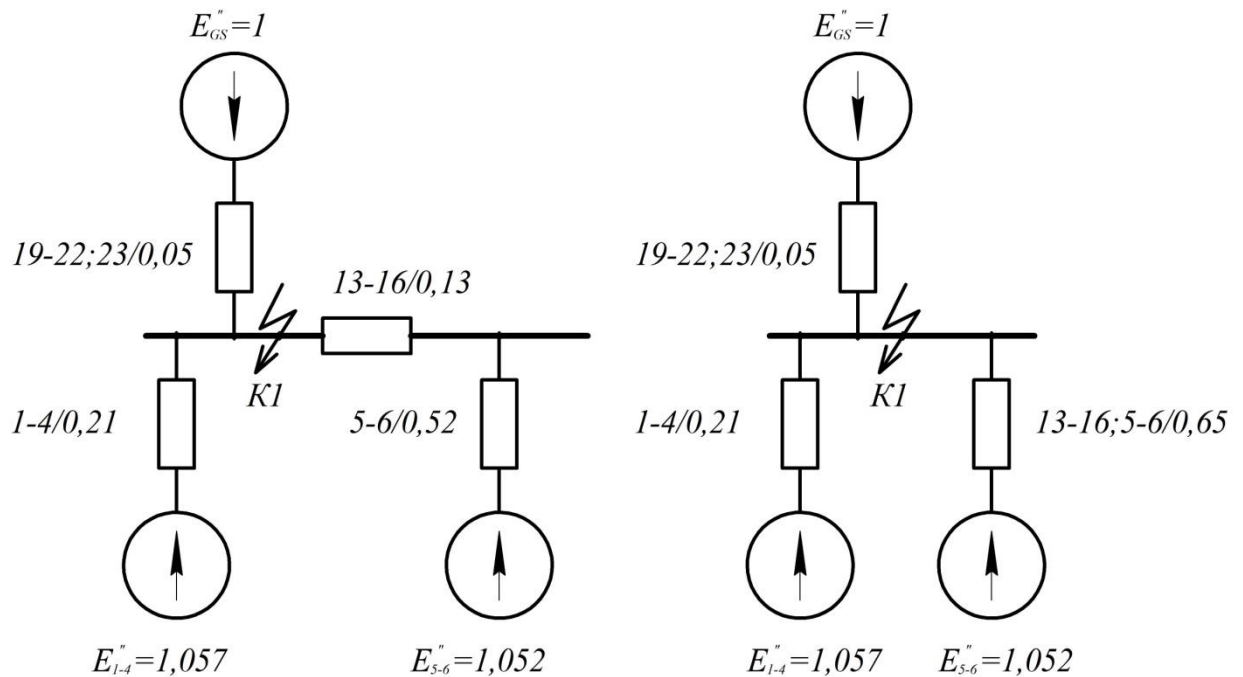 E"GS=1
19-22;23/0,05
13-16/0,13
К1
1-4/0,21
5-6/0,52
E"1-4=1,057
E"5-6=1,052
E"GS=1
19-22;23/0,05
К1
1-4/0,21
13-16;5-6/0,65
E"1-4=1,057
E"5-6=1,052